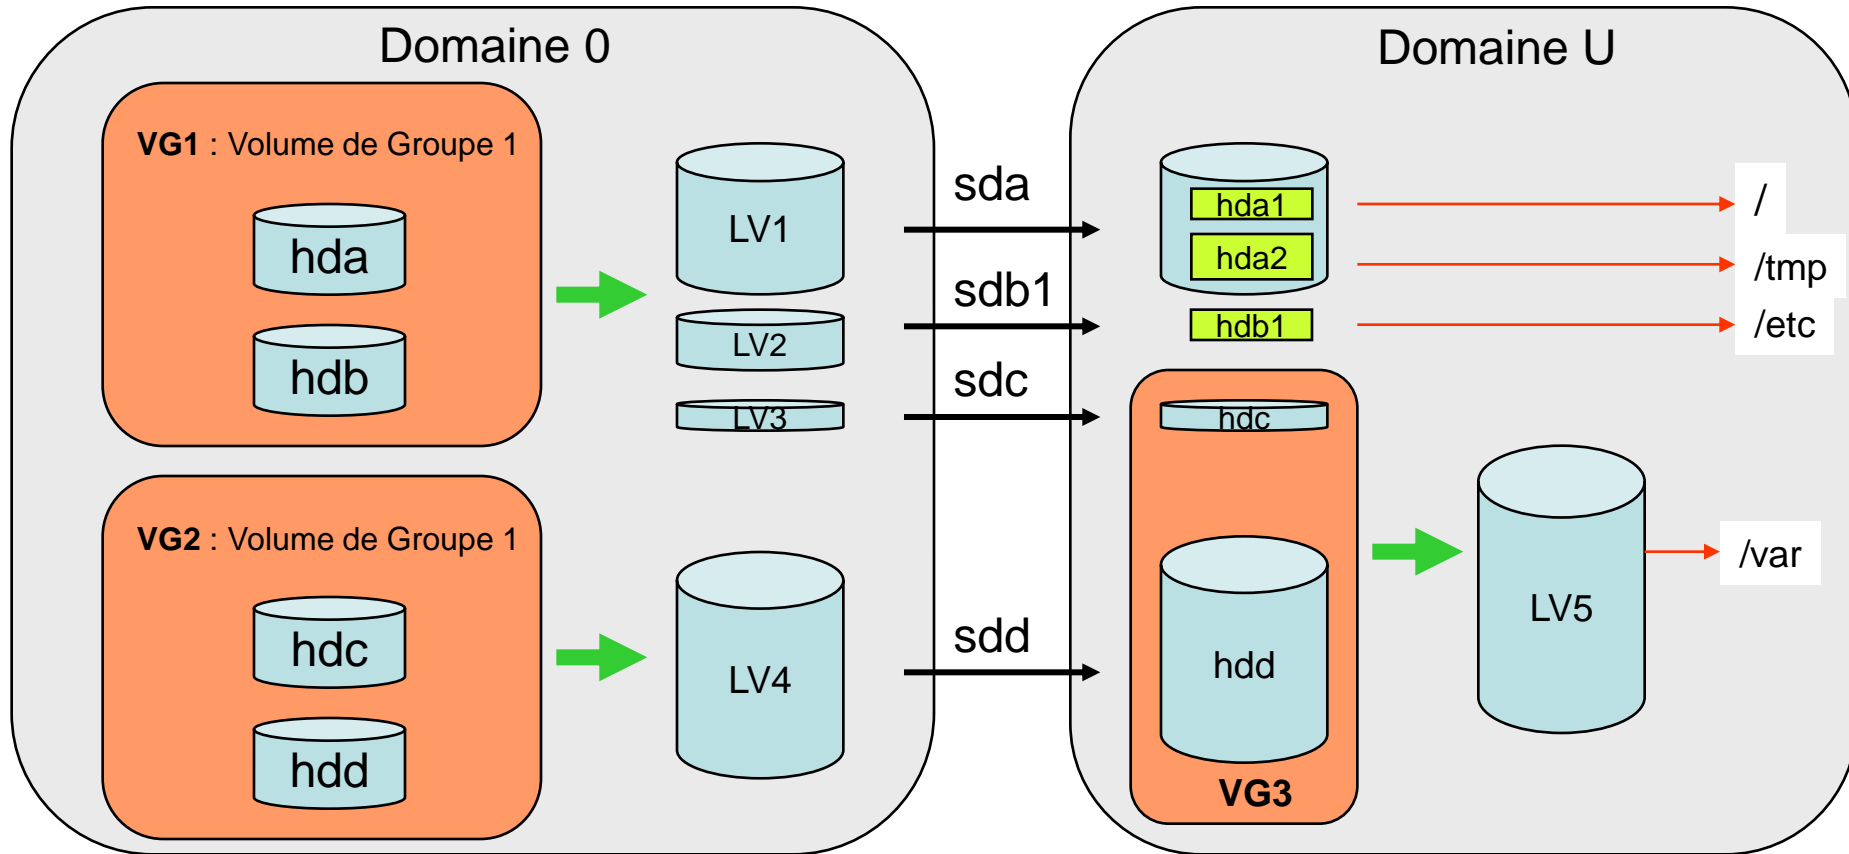 Domaine 0
VG1 : Volume de Groupe 1
hda
hdb
VG2 : Volume de Groupe 1
hdc
hdd
LV1
LV2
LV3
LV4
sda
sdb1
sdc
sdd
Domaine U
hda1
hda2
hdb1
hdc
hdd
VG3
LV5
/
/tmp
/etc
/var